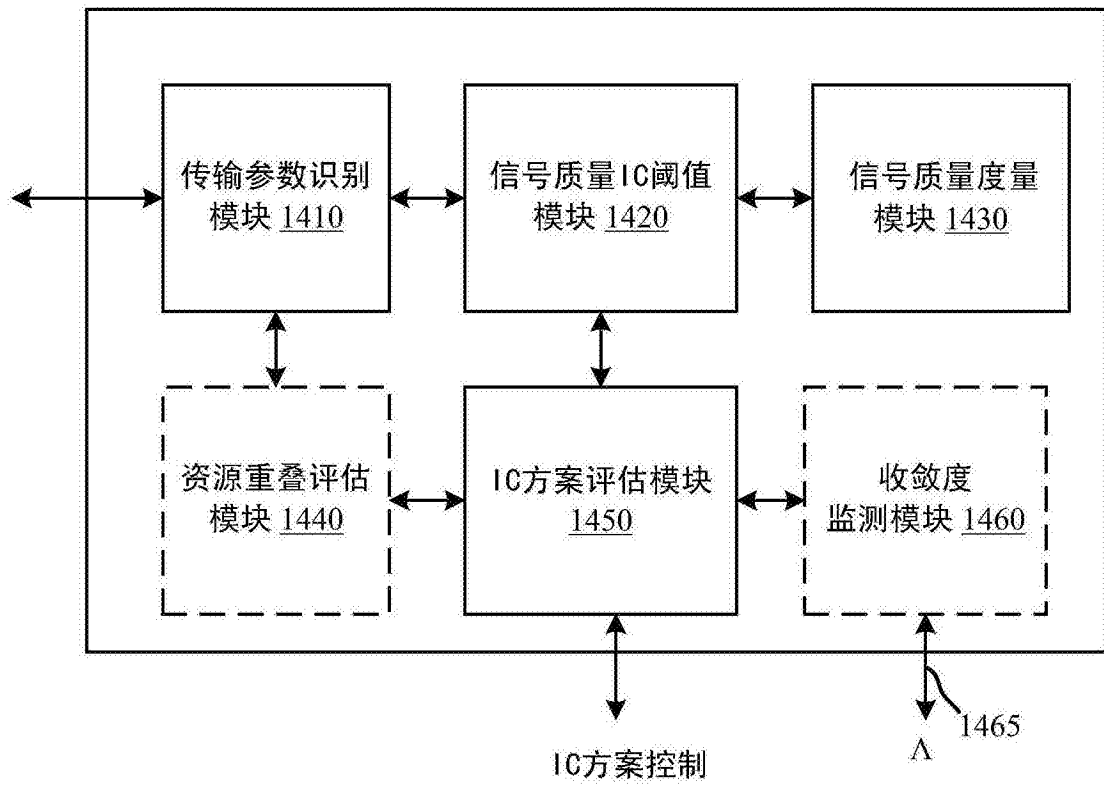 传输参数识别
模块 1410
信号质量IC阈值
模块 1420
信号质量度量
模块 1430
资源重叠评估
模块 1440
IC方案评估模块
1450
收敛度
监测模块 1460
1465
IC方案控制
Λ